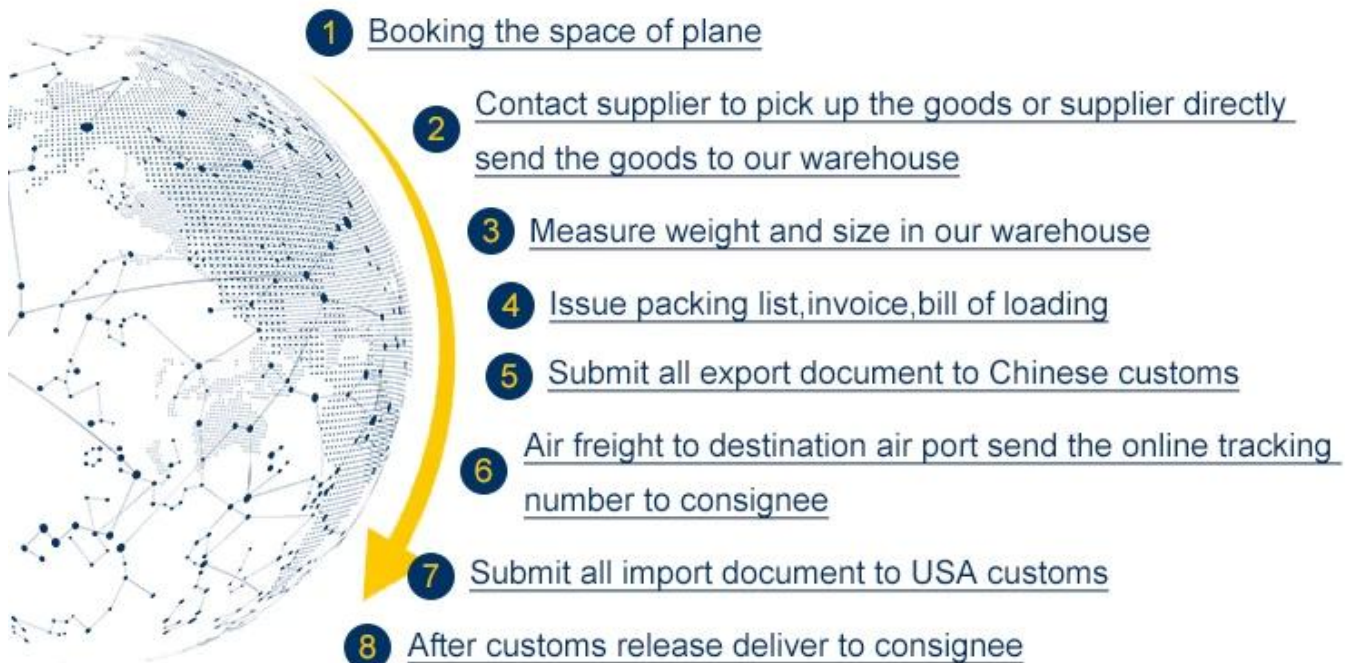 1 Booking the space of plane
2 Contact supplier to pick up the goods or supplier directly
send the goods to our warehouse
3 Measure weight and size in our warehouse
4 Issue packing list,invoice,bill of loading
5 Submit all export document to Chinese customs
6 Air freight to destination air port send the online tracking
number to consignee
7 Submit all import document to USA customs
8 After customs release deliver to consignee